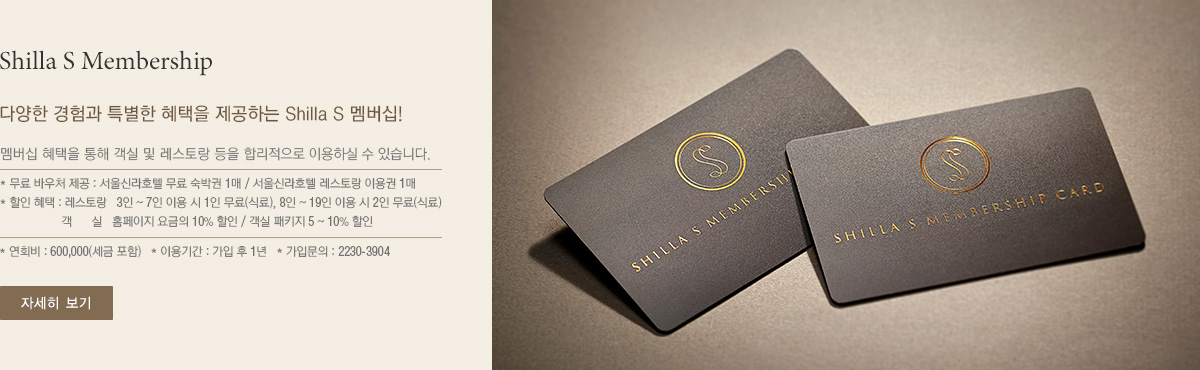 Shilla S Membership
다양한 경험과 특별한 혜택을 제공하는 Shilla S 멤버십!
멤버십 혜택을 통해 객실 및 레스토랑 등을 합리적으로 이용하실 수 있습니다.
* 무료 바우처 제공 : 서울신라호텔 무료 숙박권 1매 / 서울신라호텔 레스토랑 이용권 1매
* 할인 혜택 : 레스토랑 3인 ~ 7인 이용 시 1인 무료(식료), 8인 ~ 19인 이용 시 2인 무료(식료)
객 실 홈페이지 요금의 10% 할인 / 객실 패키지 5 ~ 10% 할인
* 연회비 : 600,000(세금 포함) * 이용기간 : 가입 후 1년 * 가입문의 : 2230-3904
자세히 보기
S
SHILLA S MEMBERSHIP
S
SHILLA S MEMBERSHIP CARD